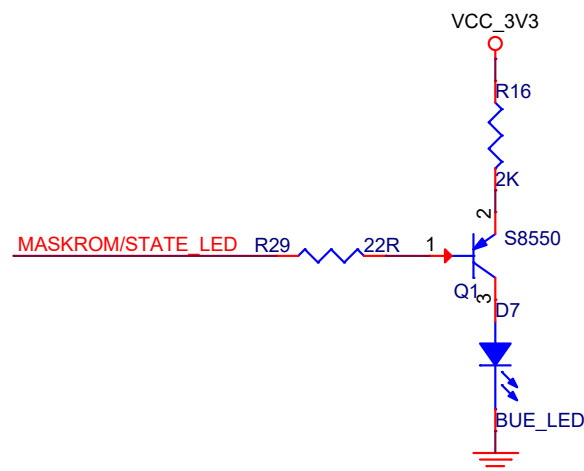 VCC_3V3
R16
2K
2
MASKROM/STATE_LED R29 22R 1
S8550
Q1
3
D7
BUE_LED